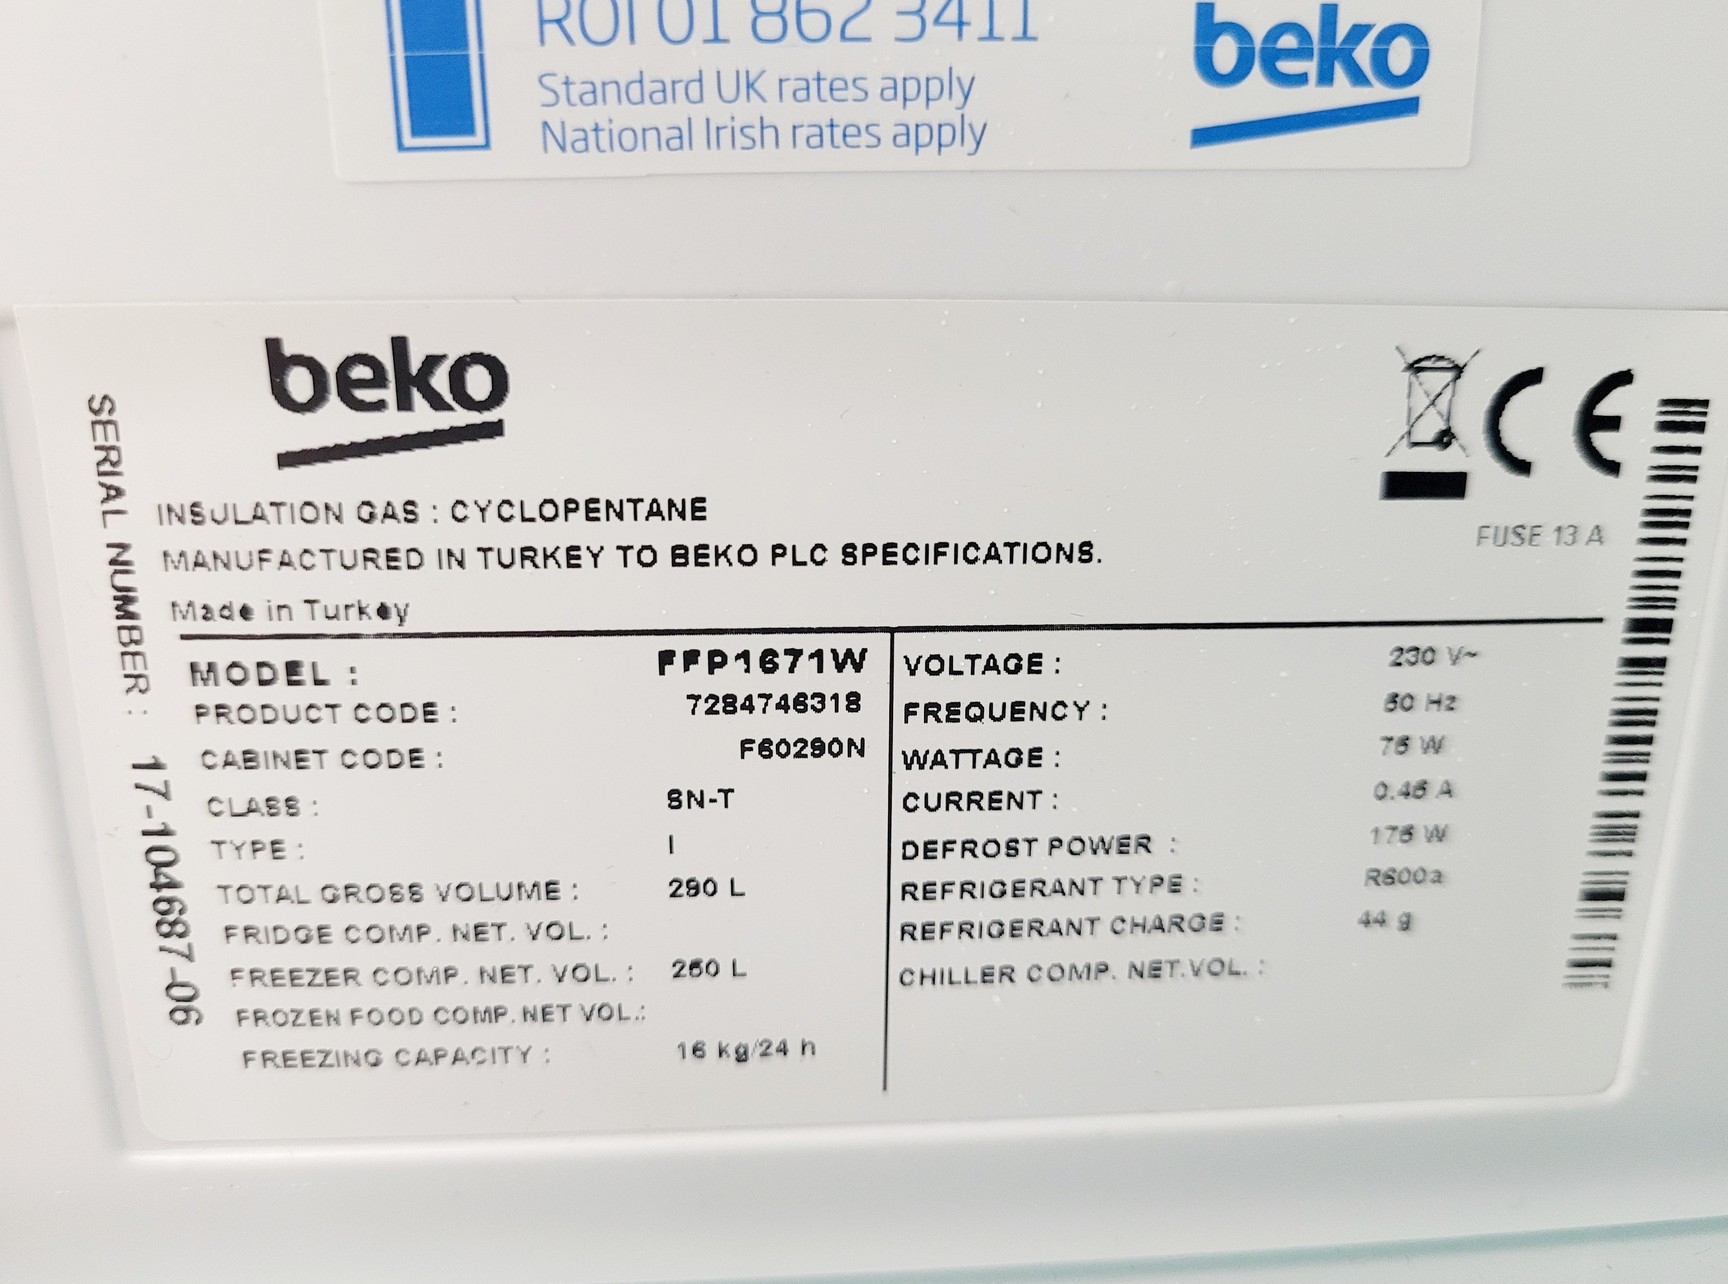 ROI 01 862 3411
Standard UK rates apply
National Irish rates apply
beko
beko
CE
FUSE 13 A
SERIAL NUMBER : 17-104687-06
INSULATION GAS : CYCLOPENTANE
MANUFACTURED IN TURKEY TO BEKO PLC SPECIFICATIONS.
Made in Turkey
MODEL : FFP1671W
PRODUCT CODE : 7284746318
CABINET CODE : F60290N
CLASS : SN-T
TYPE : I
TOTAL GROSS VOLUME : 290 L
FRIDGE COMP. NET. VOL. :
FREEZER COMP. NET. VOL. : 250 L
FROZEN FOOD COMP. NET VOL.:
FREEZING CAPACITY : 16 kg/24 h
VOLTAGE : 230 V~
FREQUENCY : 50 Hz
WATTAGE : 75 W
CURRENT : 0.45 A
DEFROST POWER : 175 W
REFRIGERANT TYPE : R600a
REFRIGERANT CHARGE : 44 g
CHILLER COMP. NET.VOL. :